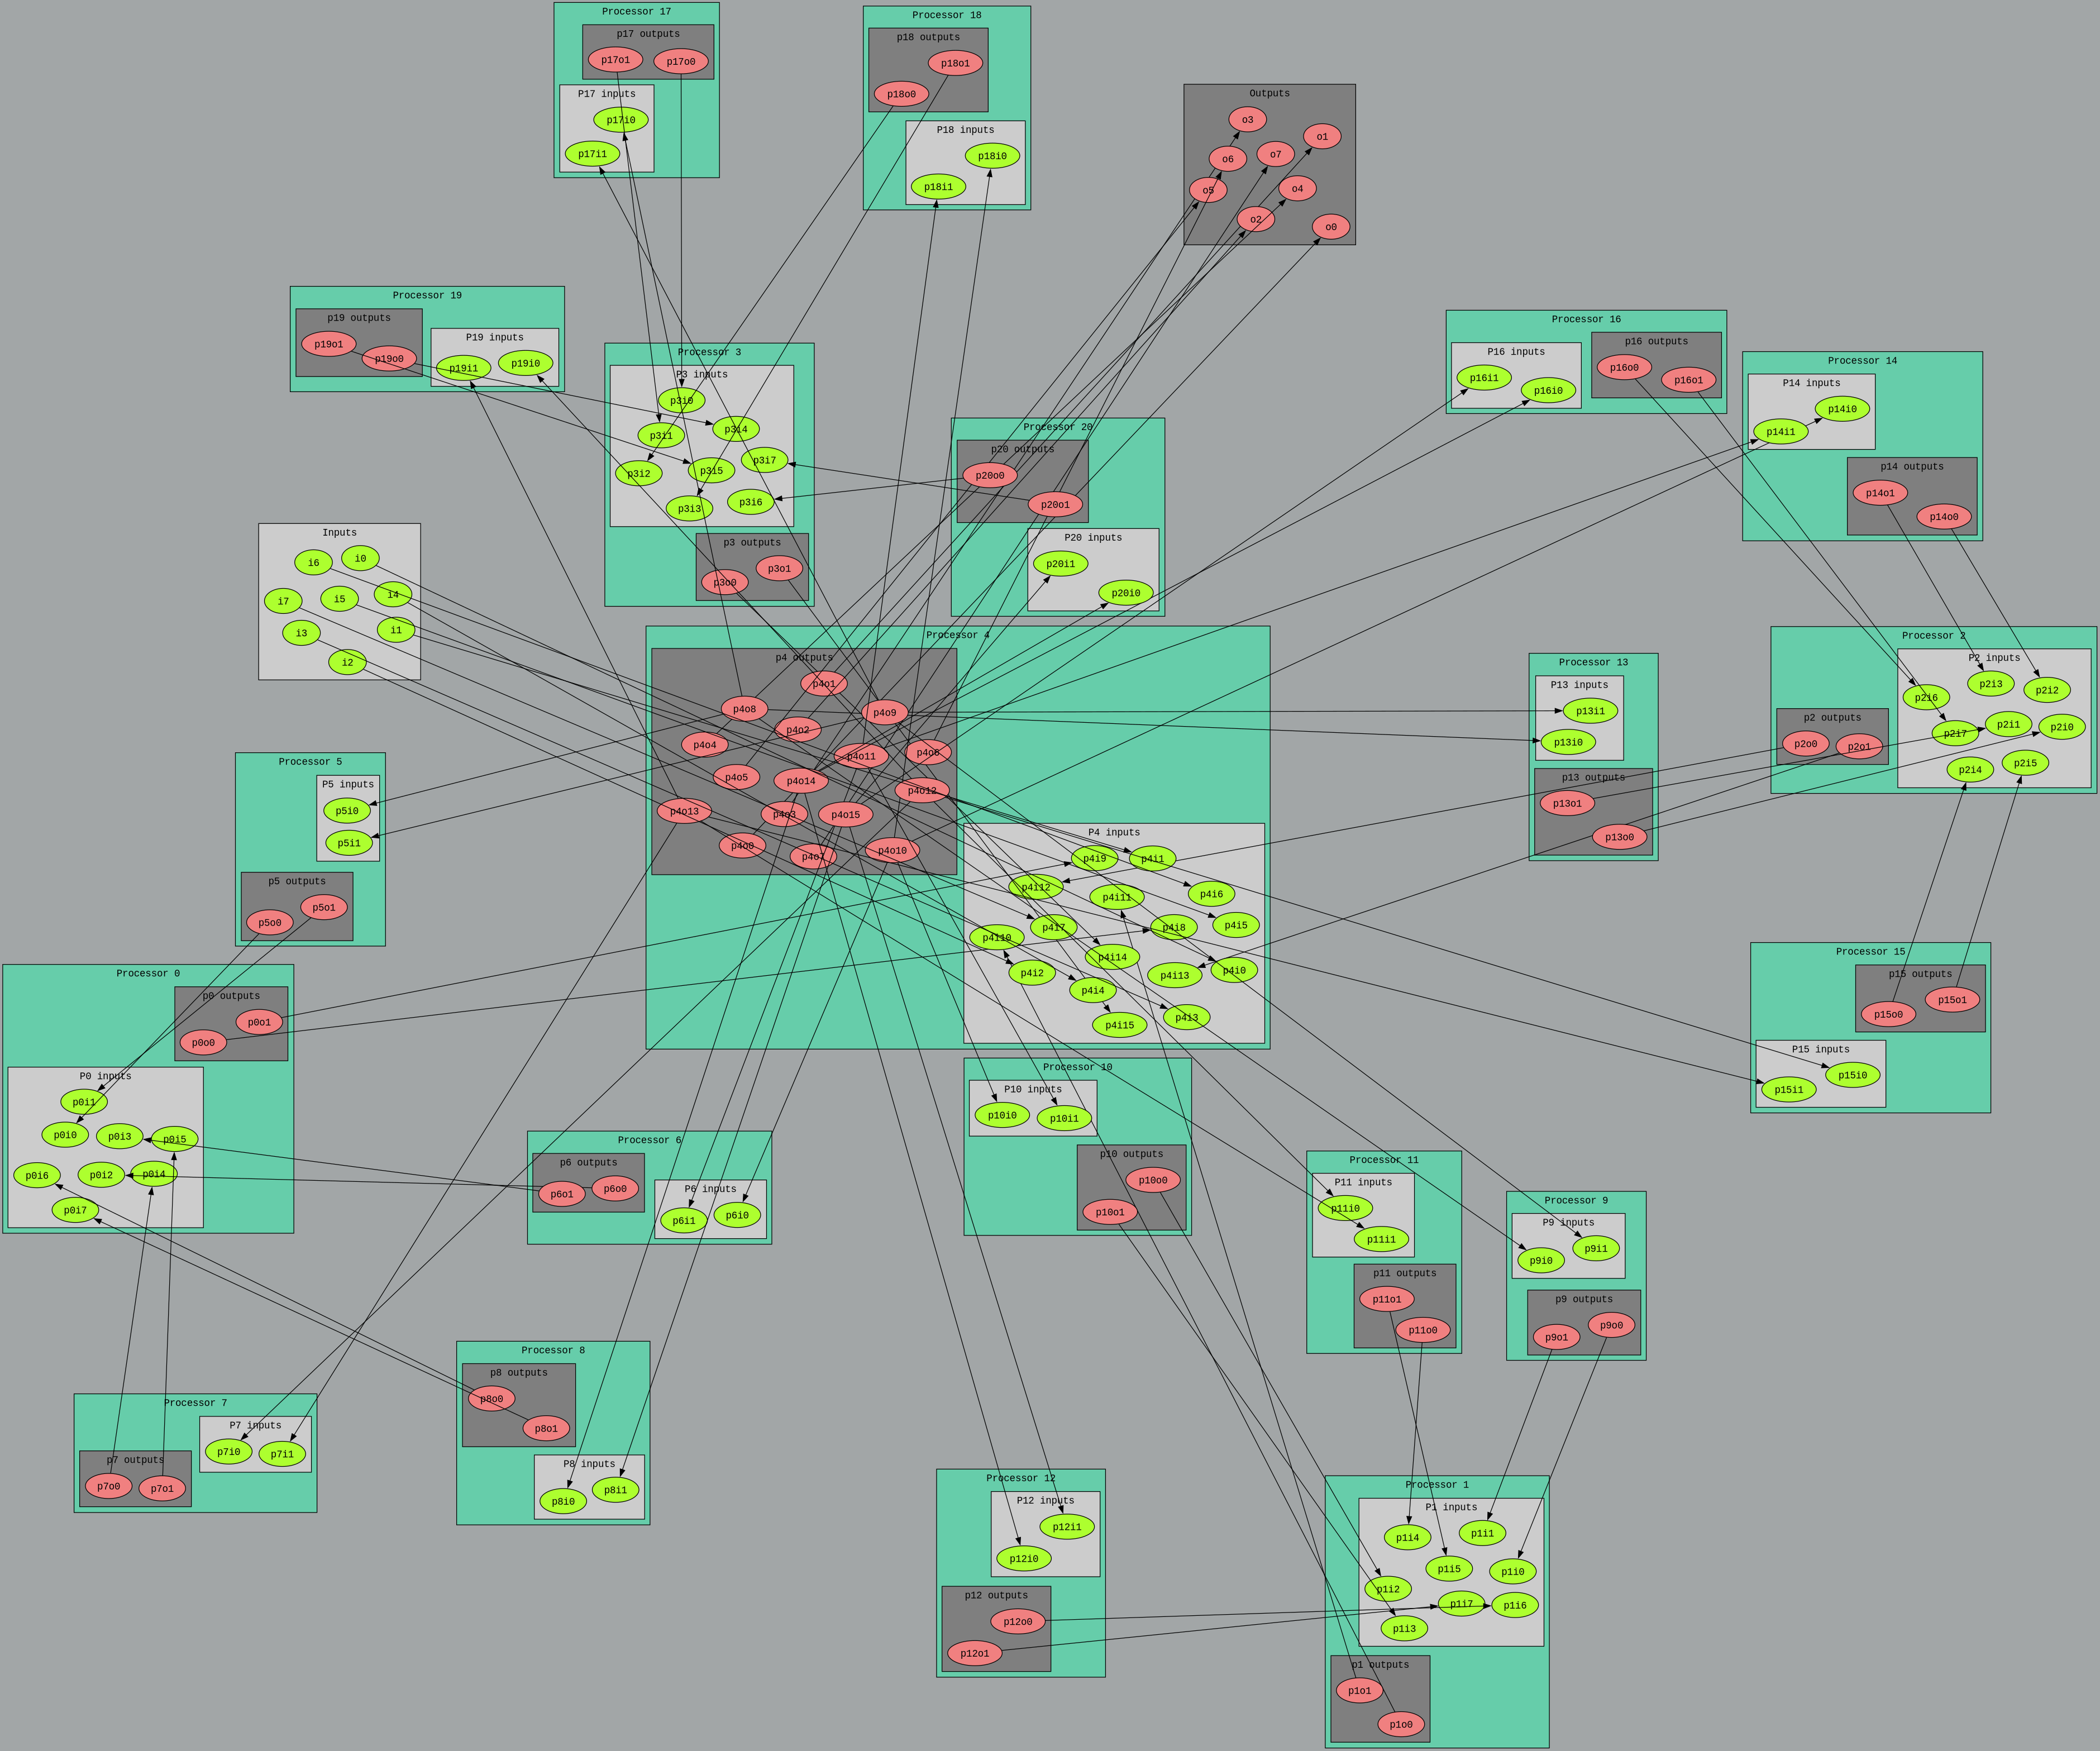 Processor 17
p17 outputs
p17o1
p17o0
P17 inputs
p17i0
p17i1
Processor 18
p18 outputs
p18o1
p18o0
P18 inputs
p18i0
p18i1
Outputs
o3
o1
o6
o7
o5
o4
o2
o0
Processor 19
p19 outputs
p19o1
p19o0
P19 inputs
p19i1
p19i0
Processor 3
P3 inputs
p3i0
p3i1
p3i4
p3i7
p3i2
p3i5
p3i6
p3i3
p3 outputs
p3o0
p3o1
Processor 20
p20 outputs
p20o0
p20o1
P20 inputs
p20i1
p20i0
Processor 16
P16 inputs
p16i1
p16i0
p16 outputs
p16o0
p16o1
Processor 14
P14 inputs
p14i0
p14i1
p14 outputs
p14o1
p14o0
Inputs
i0
i6
i4
i5
i7
i1
i3
i2
Processor 4
p4 outputs
p4o1
p4o8
p4o9
p4o2
p4o4
p4o11
p4o6
p4o5
p4o14
p4o12
p4o13
p4o3
p4o15
p4o0
p4o7
p4o10
P4 inputs
p4i9
p4i1
p4i12
p4i11
p4i6
p4i5
p4i7
p4i8
p4i10
p4i14
p4i2
p4i13
p4i0
p4i4
p4i3
p4i15
Processor 13
P13 inputs
p13i1
p13i0
p13 outputs
p13o1
p13o0
Processor 2
P2 inputs
p2i3
p2i2
p2i6
p2i1
p2i0
p2i7
p2i5
p2i4
p2 outputs
p2o0
p2o1
Processor 5
P5 inputs
p5i0
p5i1
p5 outputs
p5o1
p5o0
Processor 0
p0 outputs
p0o1
p0o0
P0 inputs
p0i1
p0i0
p0i3
p0i5
p0i6
p0i2
p0i4
p0i7
Processor 15
p15 outputs
p15o1
p15o0
P15 inputs
p15i0
p15i1
Processor 10
P10 inputs
p10i0
p10i1
p10 outputs
p10o0
p10o1
Processor 6
p6 outputs
p6o1
p6o0
P6 inputs
p6i1
p6i0
Processor 11
P11 inputs
p11i0
p11i1
p11 outputs
p11o1
p11o0
Processor 9
P9 inputs
p9i1
p9i0
p9 outputs
p9o0
p9o1
Processor 8
p8 outputs
p8o0
p8o1
P8 inputs
p8i0
p8i1
Processor 7
P7 inputs
p7i0
p7i1
p7 outputs
p7o0
p7o1
Processor 12
P12 inputs
p12i1
p12i0
p12 outputs
p12o0
p12o1
Processor 1
P1 inputs
p1i4
p1i1
p1i5
p1i0
p1i2
p1i7
p1i6
p1i3
p1 outputs
p1o1
p1o0